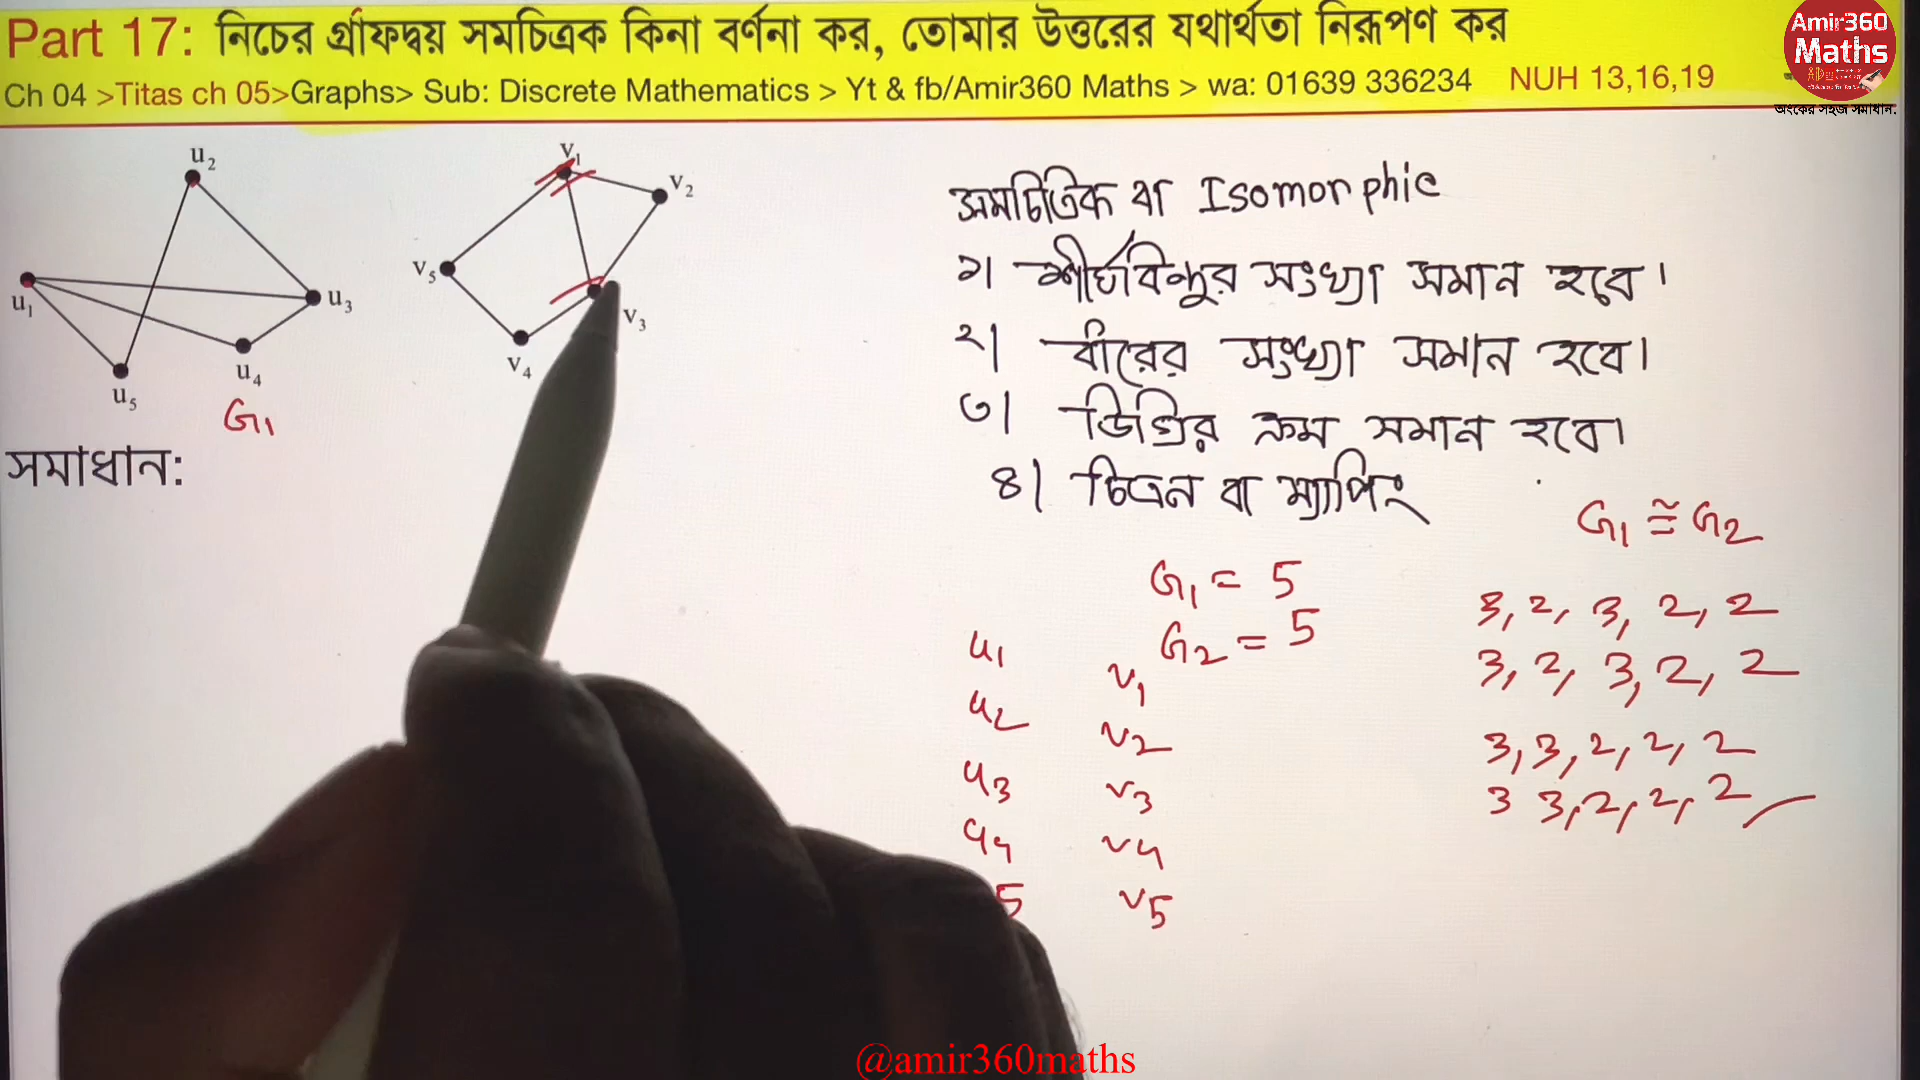 Part 17: নিচের গ্রাফদ্বয় সমচিত্রক কিনা বর্ণনা কর, তোমার উত্তরের যথার্থতা নিরূপণ কর
Ch 04 >Titas ch 05>Graphs> Sub: Discrete Mathematics > Yt & fb/Amir360 Maths > wa: 01639 336234 NUH 13,16,19
Amir360
Maths
অংকের সহজ সমাধান.
u2
u1
u3
u4
u5
G1
v1
v2
v5
v3
v4
সমাধান:
সমচিত্রিক বা Isomorphic
১। শীর্ষবিন্দুর সংখ্যা সমান হবে।
২। বাহুর সংখ্যা সমান হবে।
৩। ডিগ্রির ক্রম সমান হবে।
৪। চিত্রন বা ম্যাপিং
G1 ≅ G2
G1 = 5
G2 = 5
3, 2, 3, 2, 2
3, 2, 3, 2, 2
3, 3, 2, 2, 2
3 3, 2, 2, 2
u1 v1
u2 v2
u3 v3
u4 v4
5 v5
@amir360maths